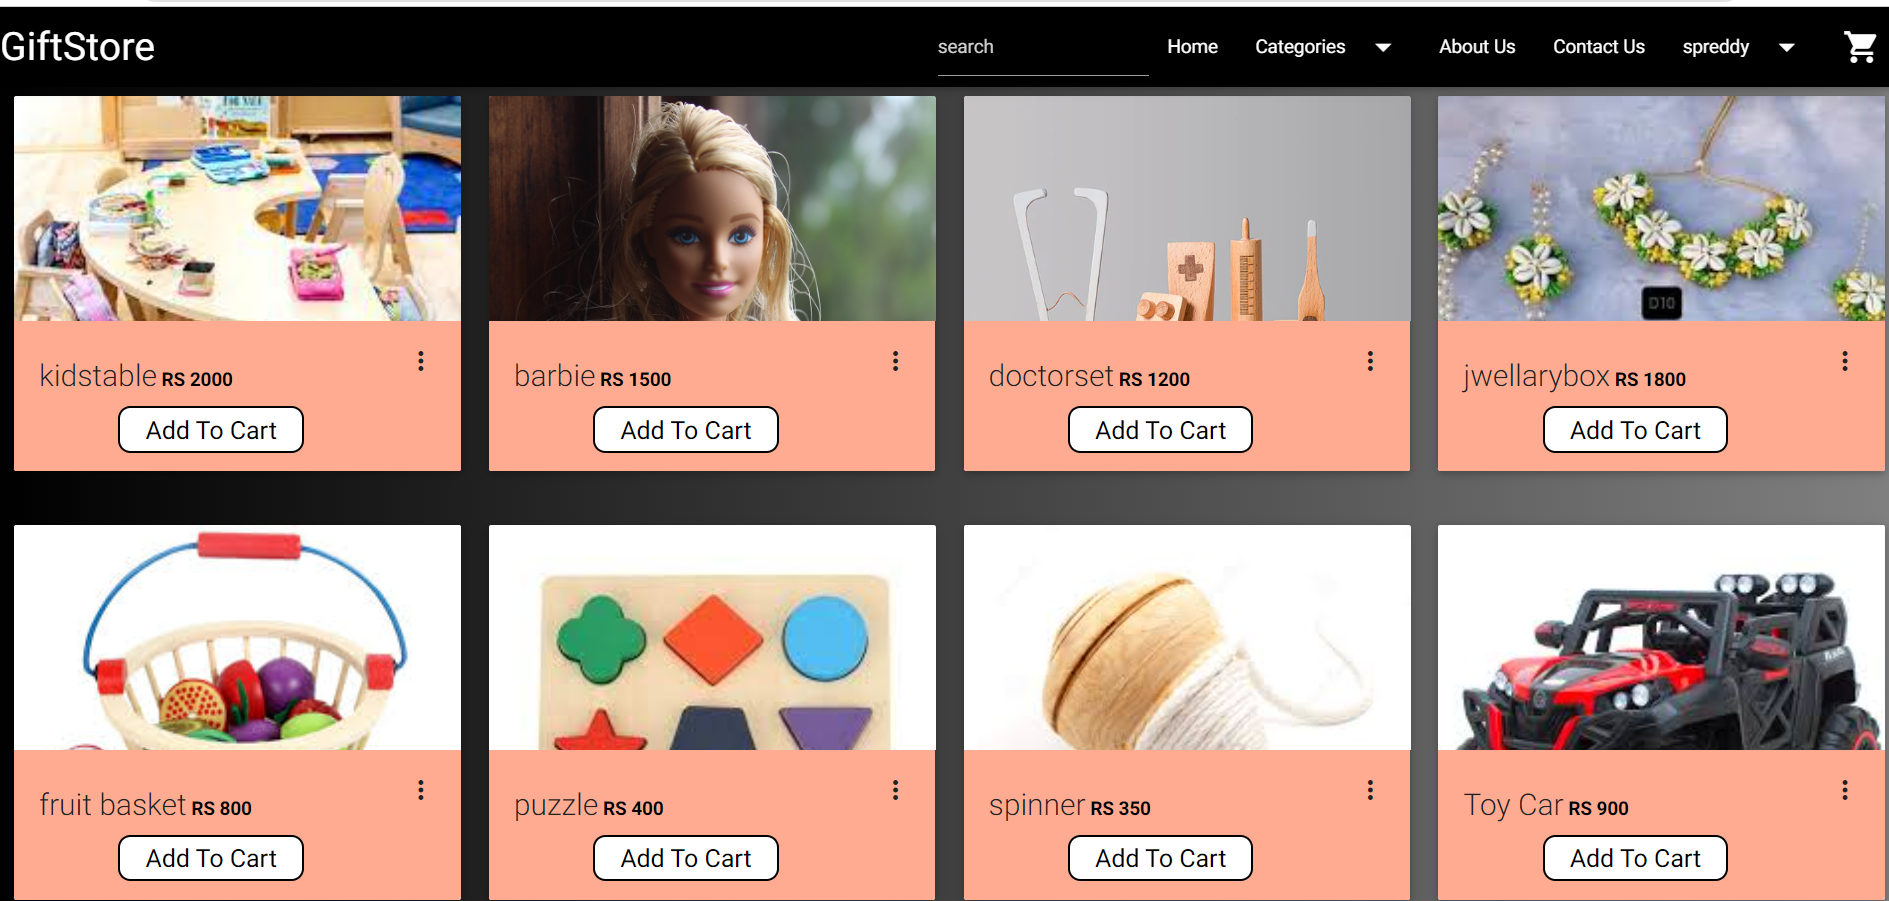 GiftStore
search Home Categories About Us Contact Us spreddy
FOR SALE
D10
kidstable RS 2000
barbie RS 1500
doctorset RS 1200
jwellarybox RS 1800
Add To Cart
Add To Cart
Add To Cart
Add To Cart
fruit basket RS 800
puzzle RS 400
spinner RS 350
Toy Car RS 900
Add To Cart
Add To Cart
Add To Cart
Add To Cart